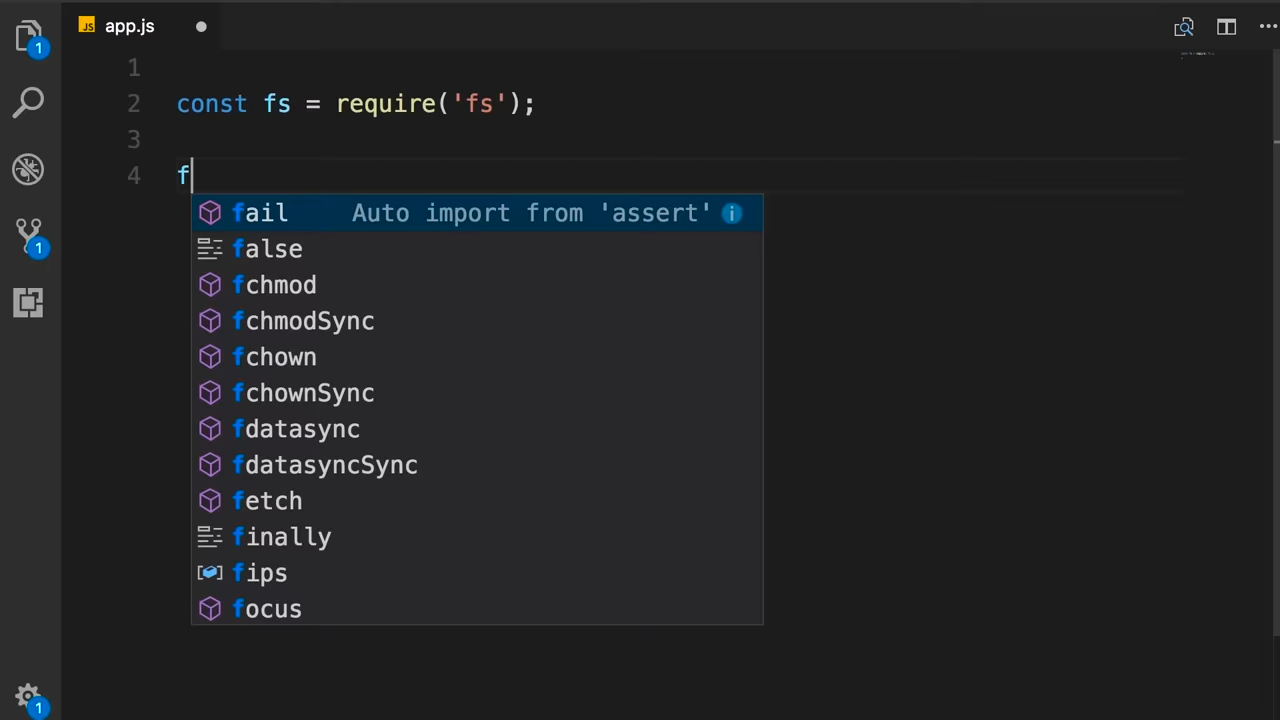 JS app.js
1
2 const fs = require('fs');
3
4 f
fail Auto import from 'assert' i
false
fchmod
fchmodSync
fchown
fchownSync
fdatasync
fdatasyncSync
fetch
finally
fips
focus
1
1
1